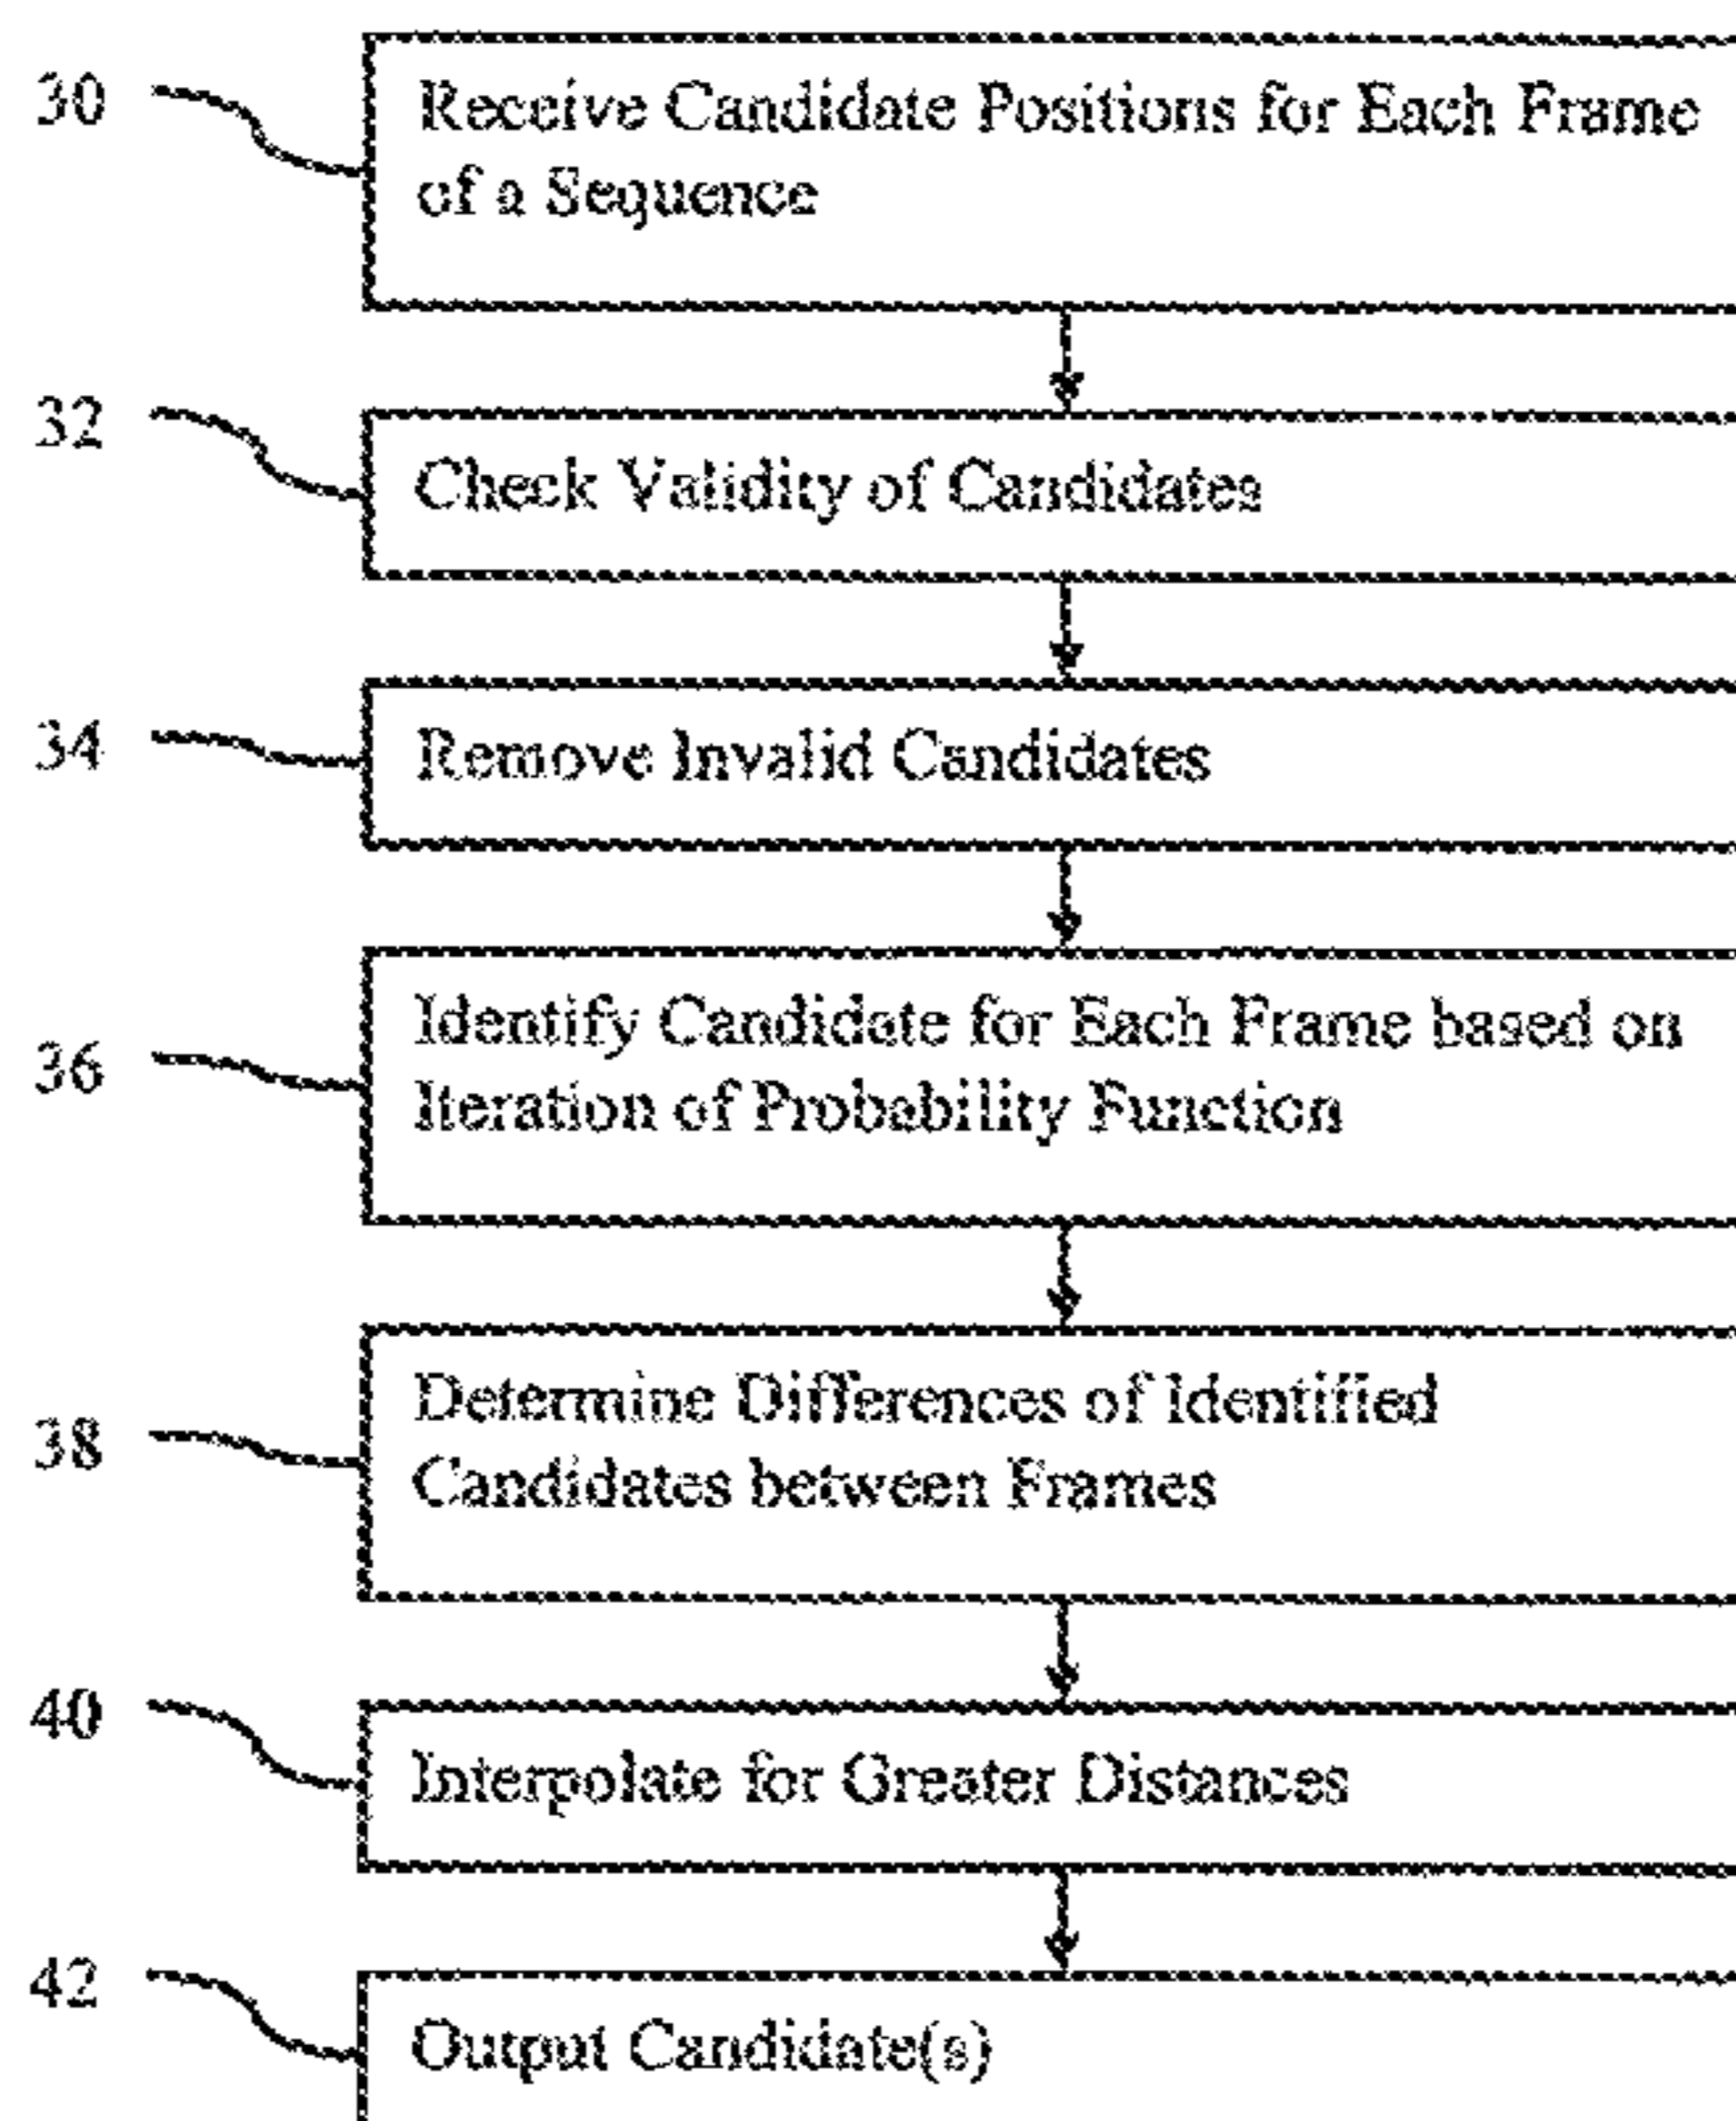 30
Receive Candidate Positions for Each Frame
of a Sequence
32
Check Validity of Candidates
34
Remove Invalid Candidates
36
Identify Candidate for Each Frame based on
Iteration of Probability Function
38
Determine Differences of Identified
Candidates between Frames
40
Interpolate for Greater Distances
42
Output Candidate(s)